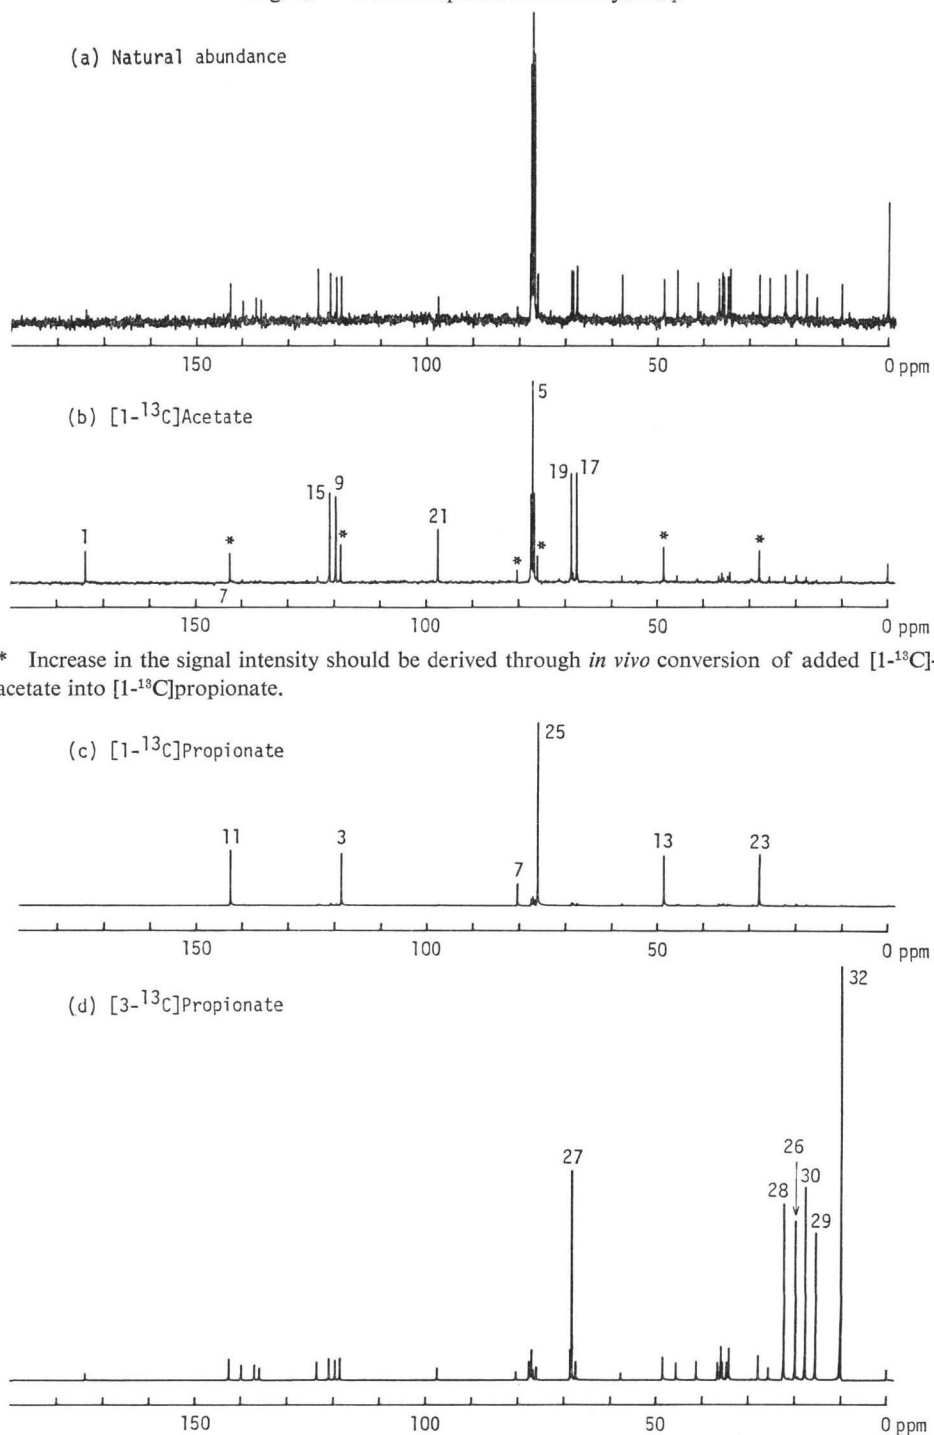 (a) Natural abundance
150 100 50 0 ppm
(b) [1-¹³C]Acetate
5
19 17
15 9
21
1 * * * * * *
7
150 100 50 0 ppm
* Increase in the signal intensity should be derived through in vivo conversion of added [1-¹³C]-
acetate into [1-¹³C]propionate.
(c) [1-¹³C]Propionate
25
11 3 7 13 23
150 100 50 0 ppm
(d) [3-¹³C]Propionate
32
27
26
28 30
29
150 100 50 0 ppm